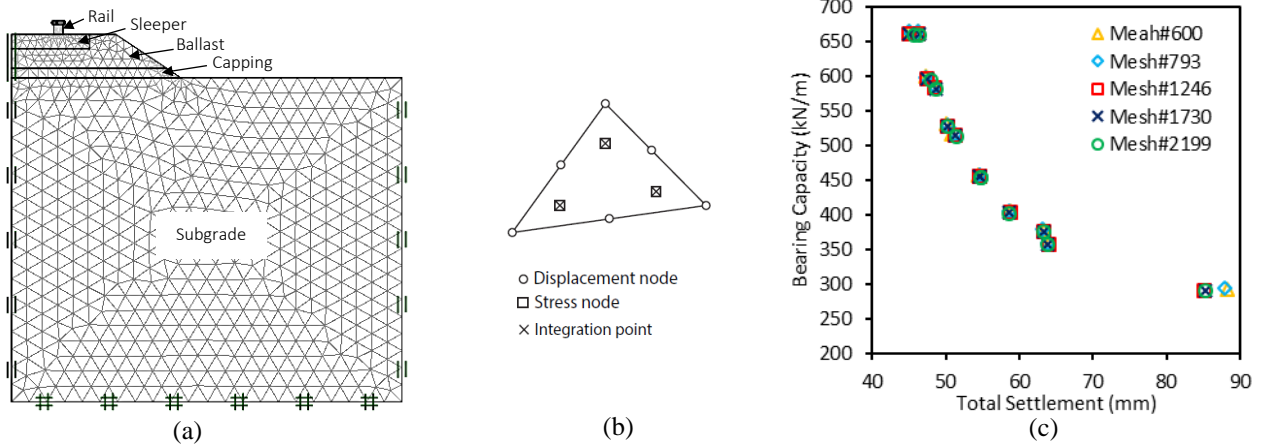 Rail
Sleeper
Ballast
Capping
Subgrade
(a)
Displacement node
Stress node
Integration point
(b)
700
650
600
550
500
450
400
350
300
250
200
Bearing Capacity (kN/m)
Meah#600
Mesh#793
Mesh#1246
Mesh#1730
Mesh#2199
40 50 60 70 80 90
Total Settlement (mm)
(c)